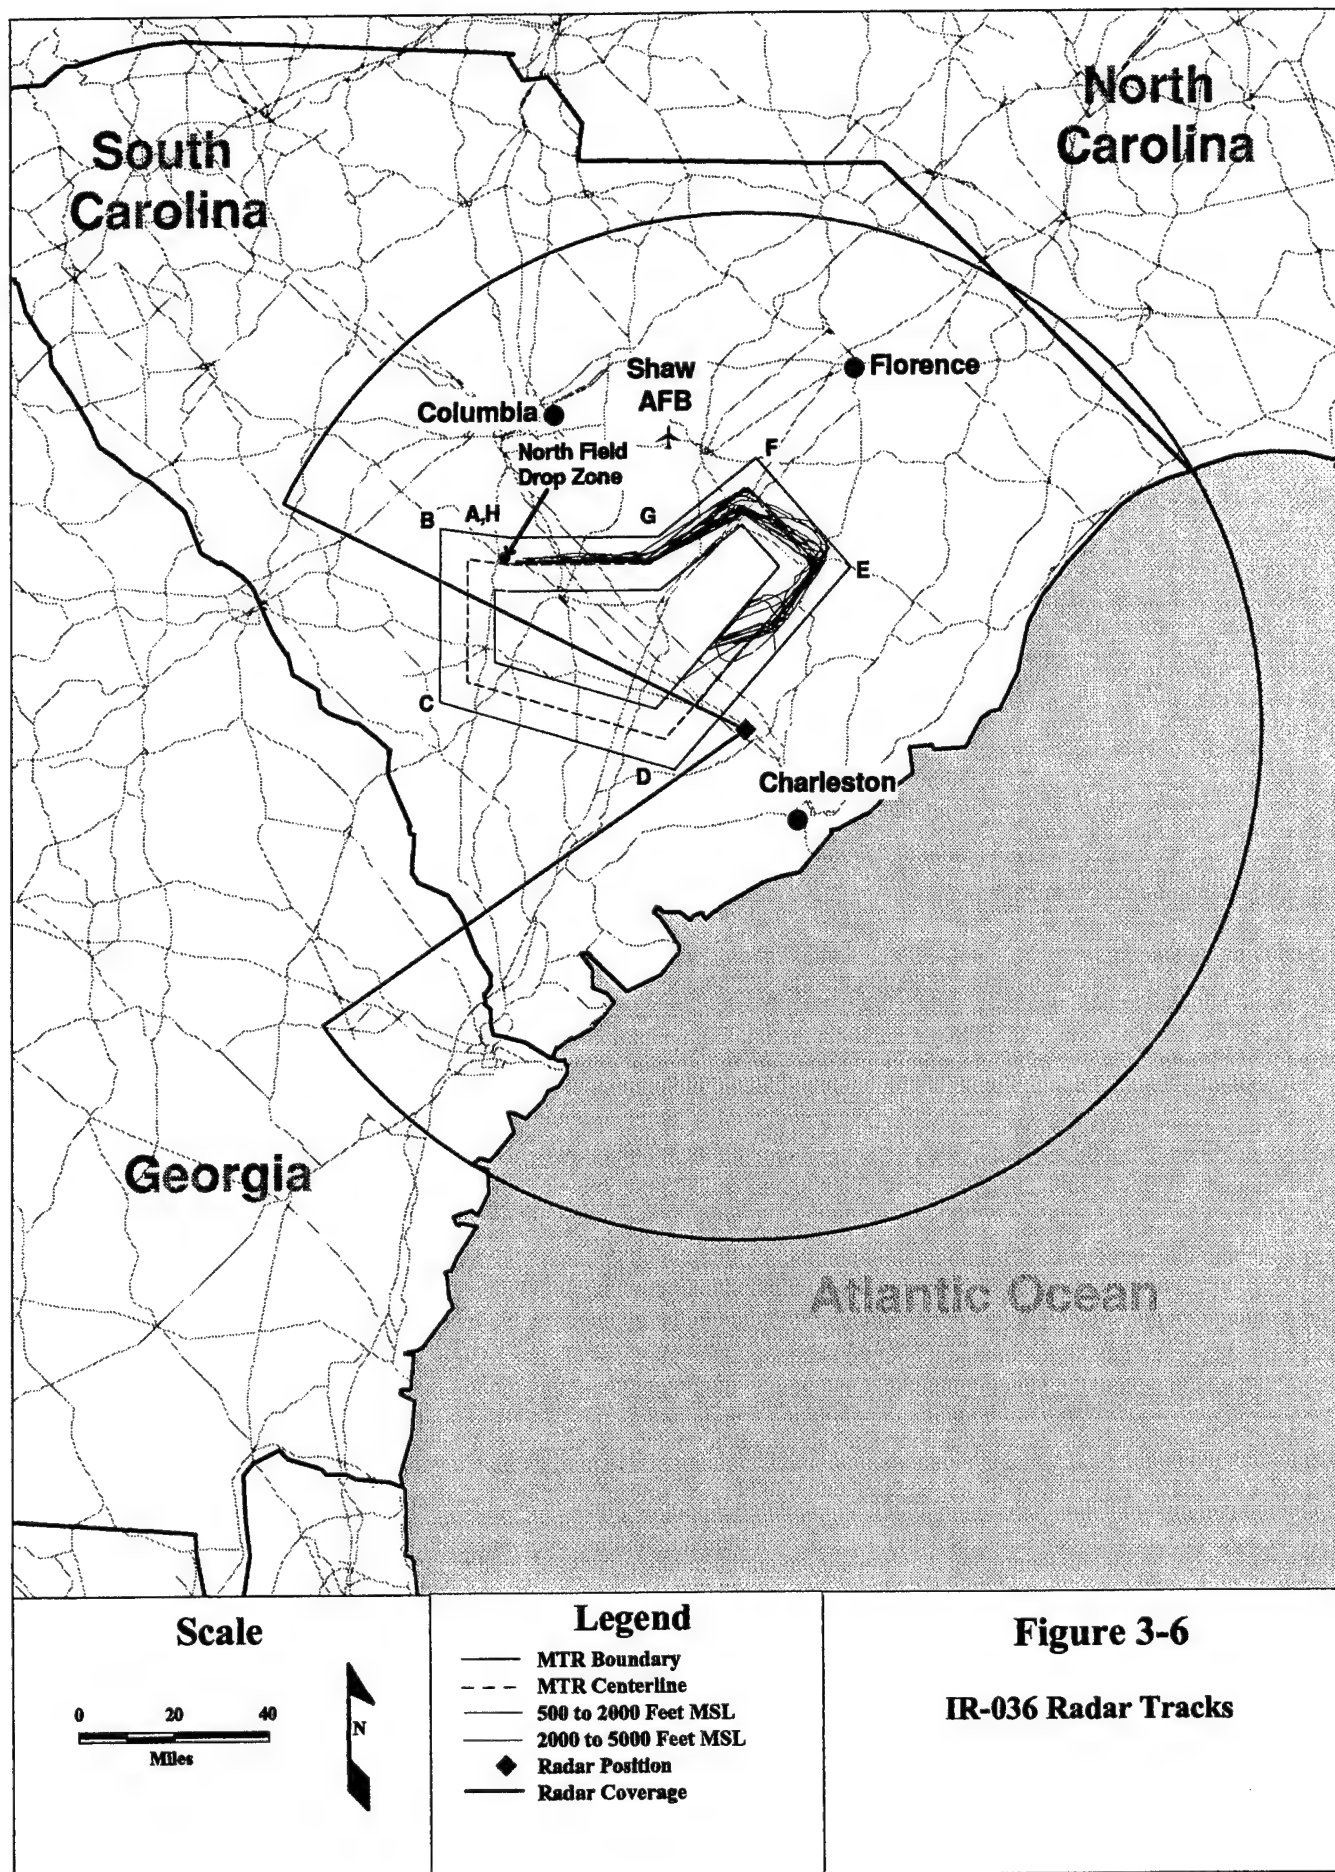 North
Carolina
South
Carolina
Shaw
AFB
Florence
Columbia
North Field
Drop Zone
F
B
A,H
G
E
C
D
Charleston
Georgia
Atlantic Ocean
Scale
0 20 40
Miles
N
Legend
MTR Boundary
MTR Centerline
500 to 2000 Feet MSL
2000 to 5000 Feet MSL
Radar Position
Radar Coverage
Figure 3-6
IR-036 Radar Tracks